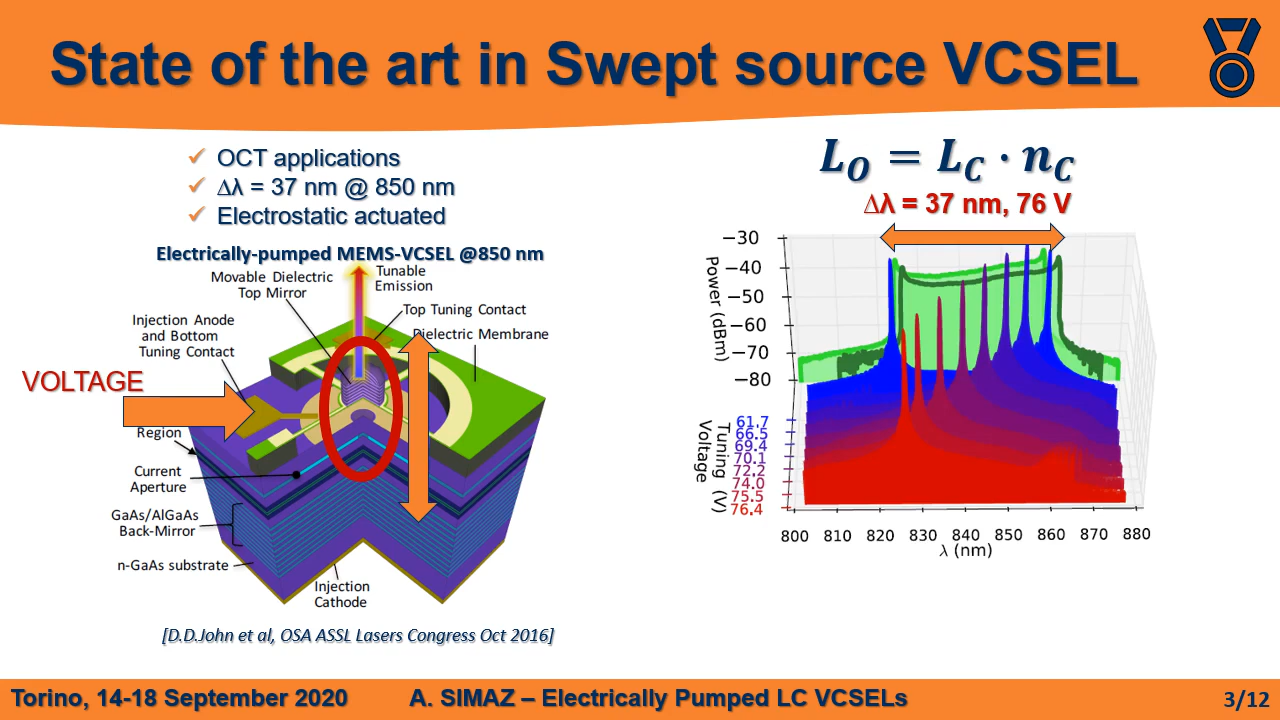 State of the art in Swept source VCSEL
OCT applications
Δλ = 37 nm @ 850 nm
Electrostatic actuated
Electrically-pumped MEMS-VCSEL @850 nm
Movable Dielectric
Top Mirror
Tunable
Emission
Top Tuning Contact
Dielectric Membrane
Injection Anode
and Bottom
Tuning Contact
VOLTAGE
Region
Current
Aperture
GaAs/AlGaAs
Back-Mirror
n-GaAs substrate
Injection
Cathode
[D.D.John et al, OSA ASSL Lasers Congress Oct 2016]
L_O = L_C · n_C
Δλ = 37 nm, 76 V
Power (dBm)
−30
−40
−50
−60
−70
−80
Tuning
Voltage (V)
61.7
66.5
69.4
70.1
72.2
74.0
75.5
76.4
800 810 820 830 840 850 860 870 880
λ (nm)
Torino, 14-18 September 2020 A. SIMAZ – Electrically Pumped LC VCSELs 3/12